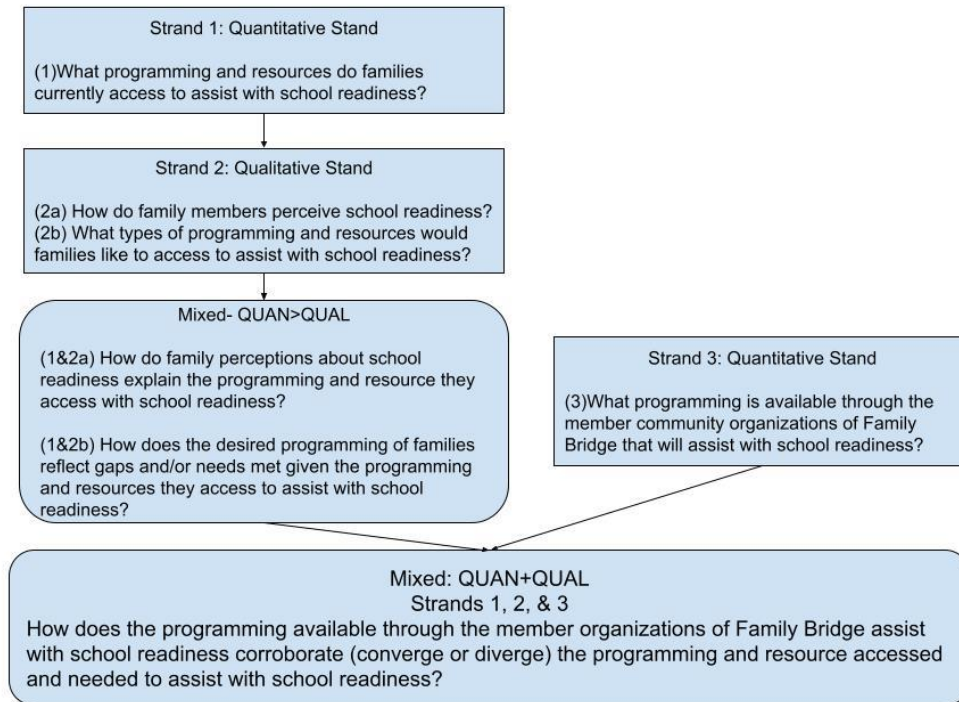 Strand 1: Quantitative Stand
(1)What programming and resources do families
currently access to assist with school readiness?
Strand 2: Qualitative Stand
(2a) How do family members perceive school readiness?
(2b) What types of programming and resources would
families like to access to assist with school readiness?
Mixed- QUAN>QUAL
(1&2a) How do family perceptions about school
readiness explain the programming and resource they
access with school readiness?
(1&2b) How does the desired programming of families
reflect gaps and/or needs met given the programming
and resources they access to assist with school
readiness?
Strand 3: Quantitative Stand
(3)What programming is available through the
member community organizations of Family
Bridge that will assist with school readiness?
Mixed: QUAN+QUAL
Strands 1, 2, & 3
How does the programming available through the member organizations of Family Bridge assist
with school readiness corroborate (converge or diverge) the programming and resource accessed
and needed to assist with school readiness?